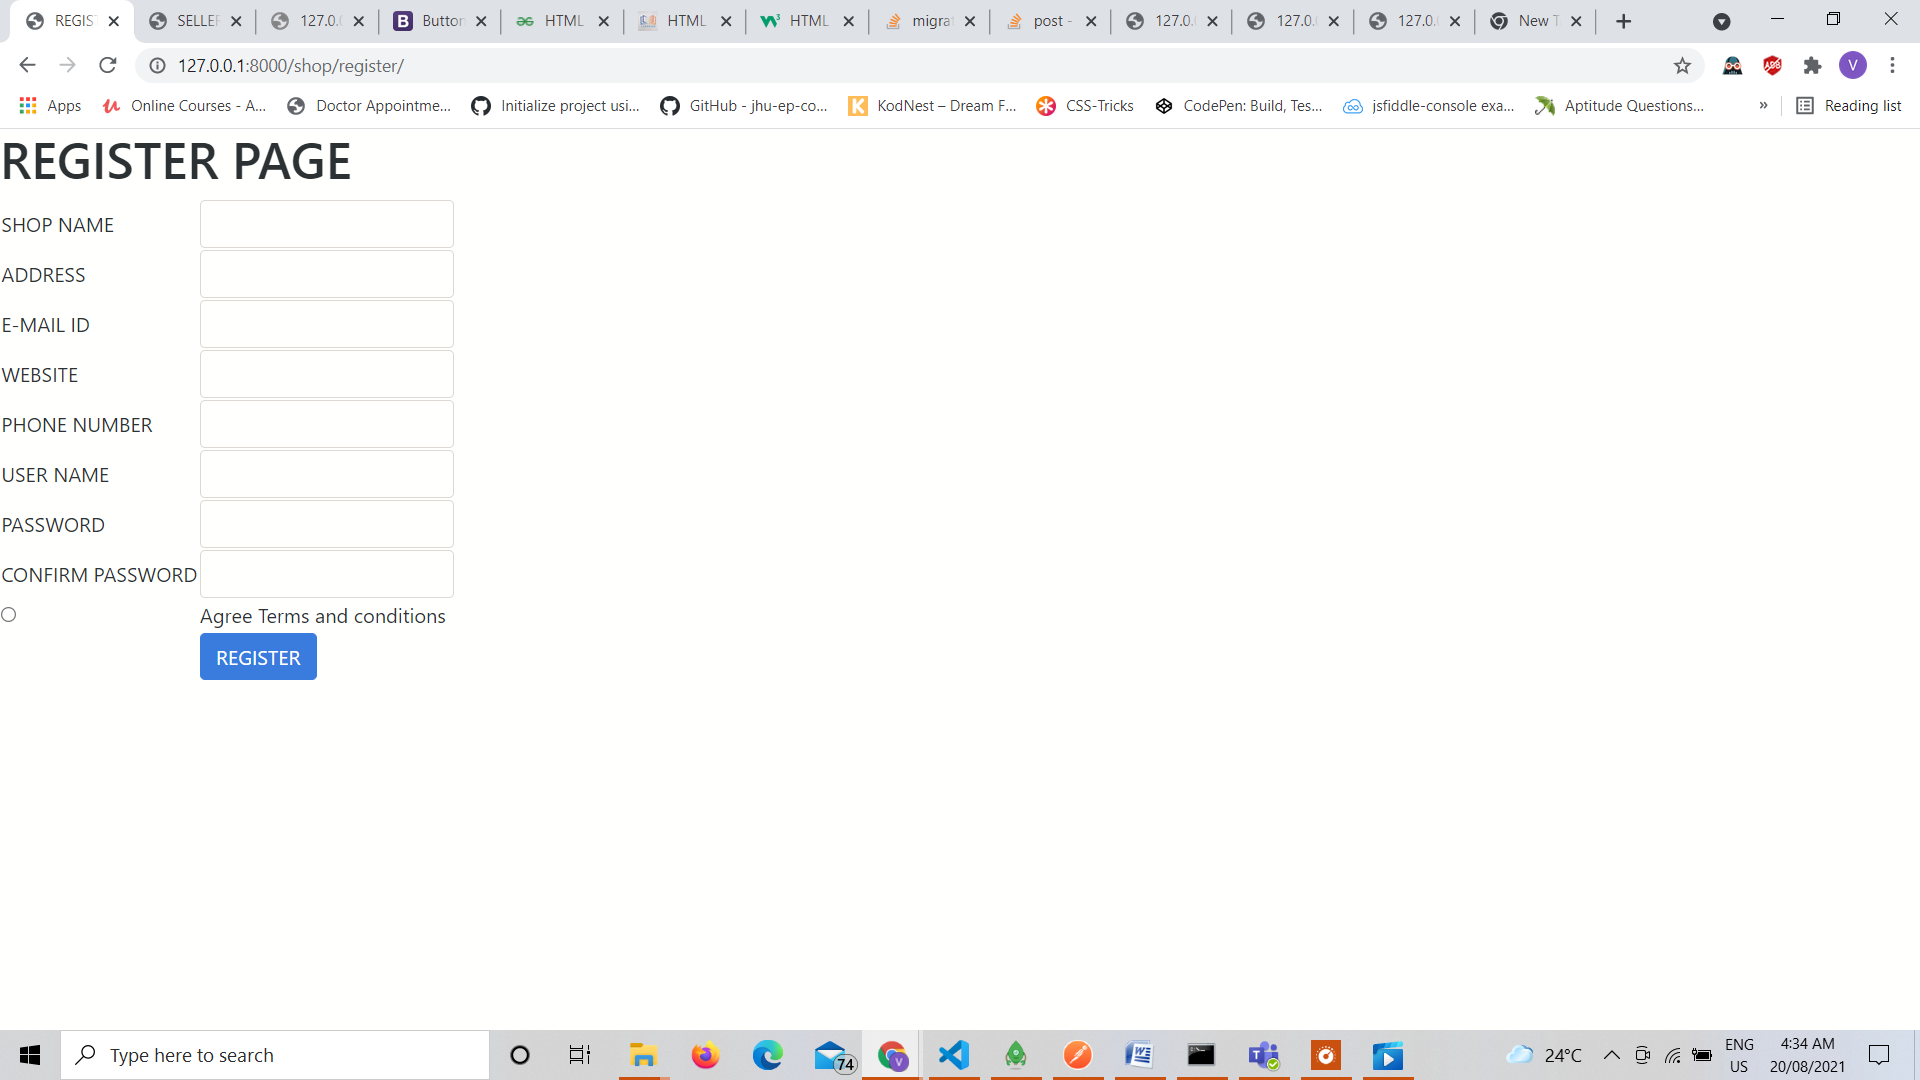 REGIS
SELLER
127.0.0
Button
HTML
HTML
HTML
migra
post -
127.0.
127.0.
127.0.
New T
127.0.0.1:8000/shop/register/
V
Apps
Online Courses - A...
Doctor Appointme...
Initialize project usi...
GitHub - jhu-ep-co...
KodNest – Dream F...
CSS-Tricks
CodePen: Build, Tes...
jsfiddle-console exa...
Aptitude Questions...
»
Reading list
REGISTER PAGE
SHOP NAME
ADDRESS
E-MAIL ID
WEBSITE
PHONE NUMBER
USER NAME
PASSWORD
CONFIRM PASSWORD
Agree Terms and conditions
REGISTER
Type here to search
74
24°C
ENG
US
4:34 AM
20/08/2021